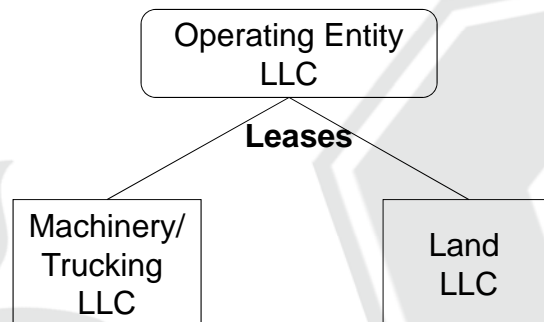 Operating Entity
LLC
Leases
Machinery/
Trucking
LLC
Land
LLC